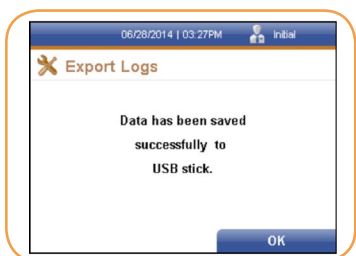 06/28/2014 | 03:27PM Initial
Export Logs
Data has been saved
successfully to
USB stick.
OK